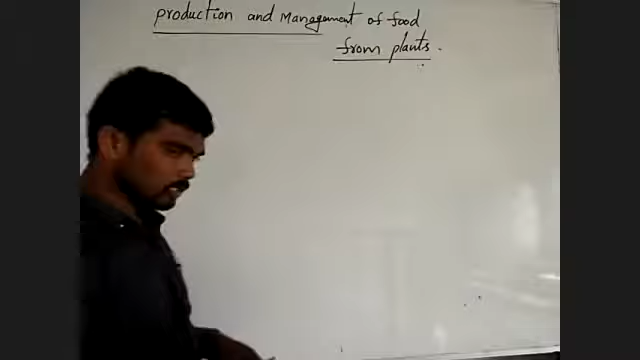 production and Management of food
from plants.